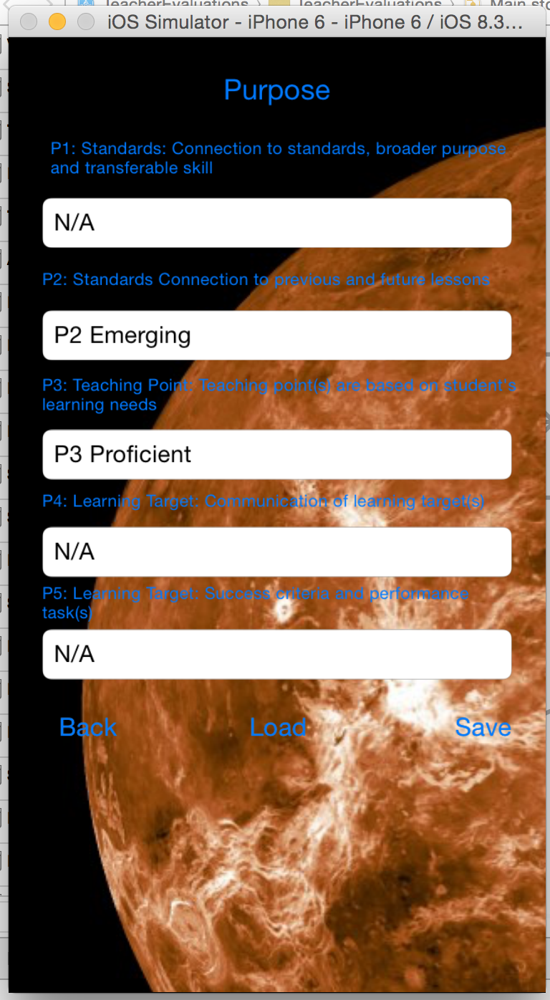 TeacherEvaluations TeacherEvaluations Main
iOS Simulator - iPhone 6 - iPhone 6 / iOS 8.3...
Purpose
P1: Standards: Connection to standards, broader purpose
and transferable skill
N/A
P2: Standards Connection to previous and future lessons
P2 Emerging
P3: Teaching Point: Teaching point(s) are based on student's
learning needs
P3 Proficient
P4: Learning Target: Communication of learning target(s)
N/A
P5: Learning Target: Success criteria and performance
task(s)
N/A
Back Load Save